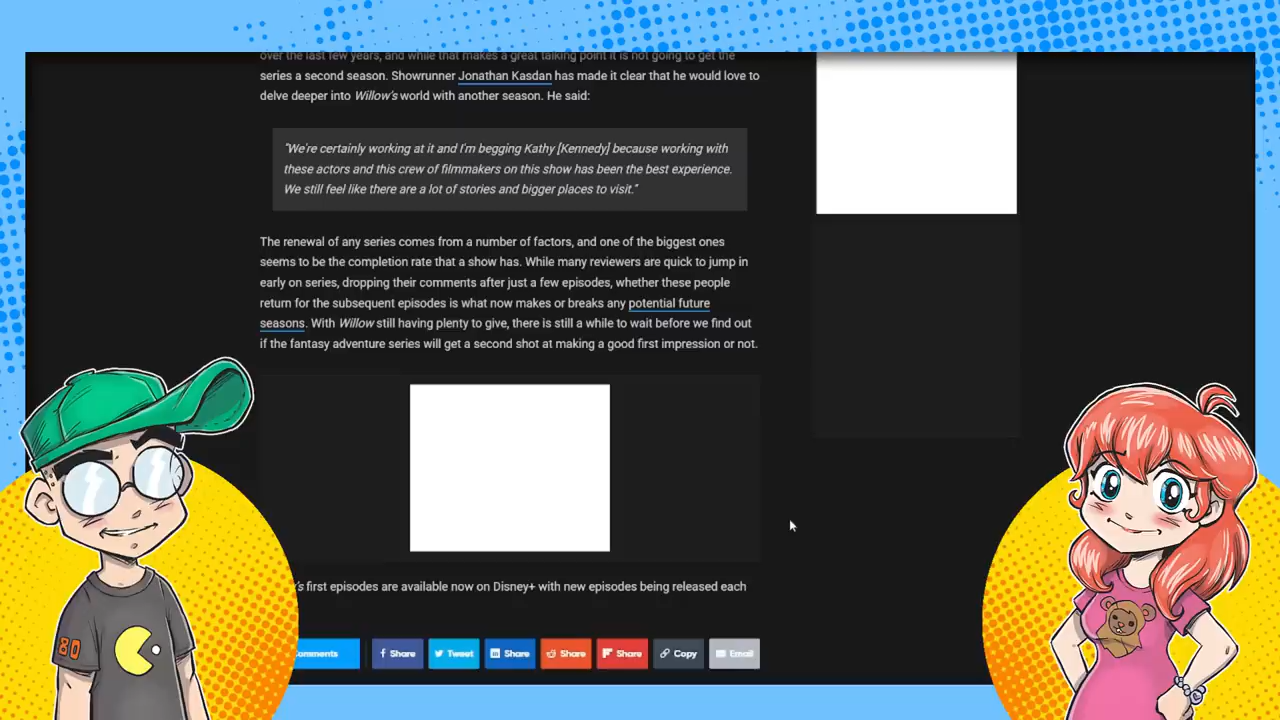 over the last few years, and while that makes a great talking point it is not going to get the
series a second season. Showrunner Jonathan Kasdan has made it clear that he would love to
delve deeper into Willow's world with another season. He said:
"We're certainly working at it and I'm begging Kathy [Kennedy] because working with
these actors and this crew of filmmakers on this show has been the best experience.
We still feel like there are a lot of stories and bigger places to visit."
The renewal of any series comes from a number of factors, and one of the biggest ones
seems to be the completion rate that a show has. While many reviewers are quick to jump in
early on series, dropping their comments after just a few episodes, whether these people
return for the subsequent episodes is what now makes or breaks any potential future
seasons. With Willow still having plenty to give, there is still a while to wait before we find out
if the fantasy adventure series will get a second shot at making a good first impression or not.
first episodes are available now on Disney+ with new episodes being released each
Comments Share Tweet Share Share Share Copy Email
80